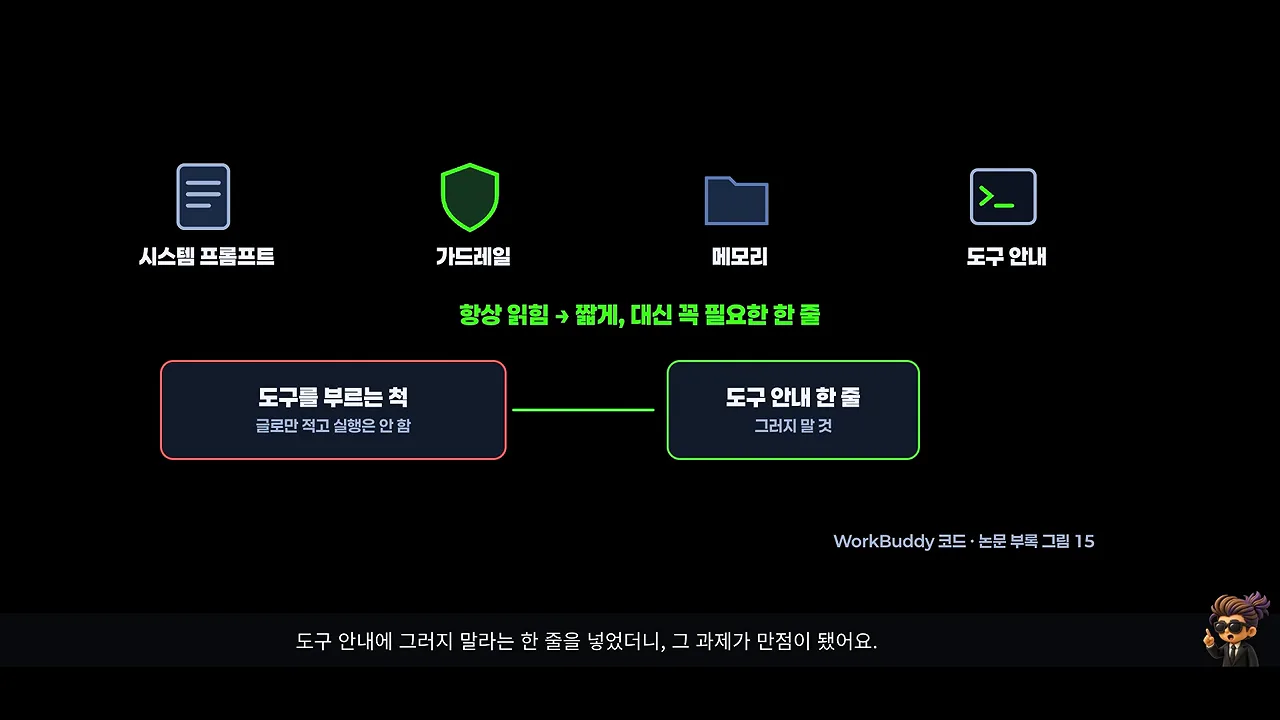 시스템 프롬프트
가드레일
메모리
도구 안내
항상 읽힘 → 짧게, 대신 꼭 필요한 한 줄
도구를 부르는 척
글로만 적고 실행은 안 함
도구 안내 한 줄
그러지 말 것
WorkBuddy 코드 · 논문 부록 그림 15
도구 안내에 그러지 말라는 한 줄을 넣었더니, 그 과제가 만점이 됐어요.